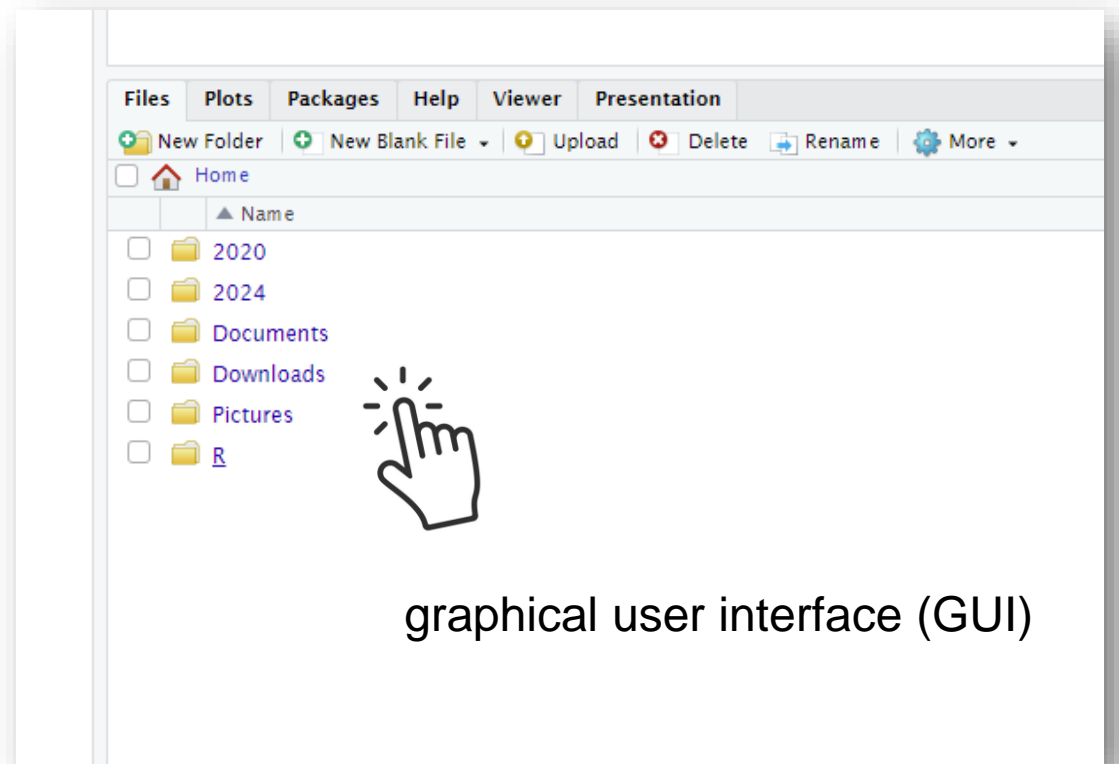 Files Plots Packages Help Viewer Presentation
New Folder New Blank File Upload Delete Rename More
Home
Name
2020
2024
Documents
Downloads
Pictures
R
graphical user interface (GUI)